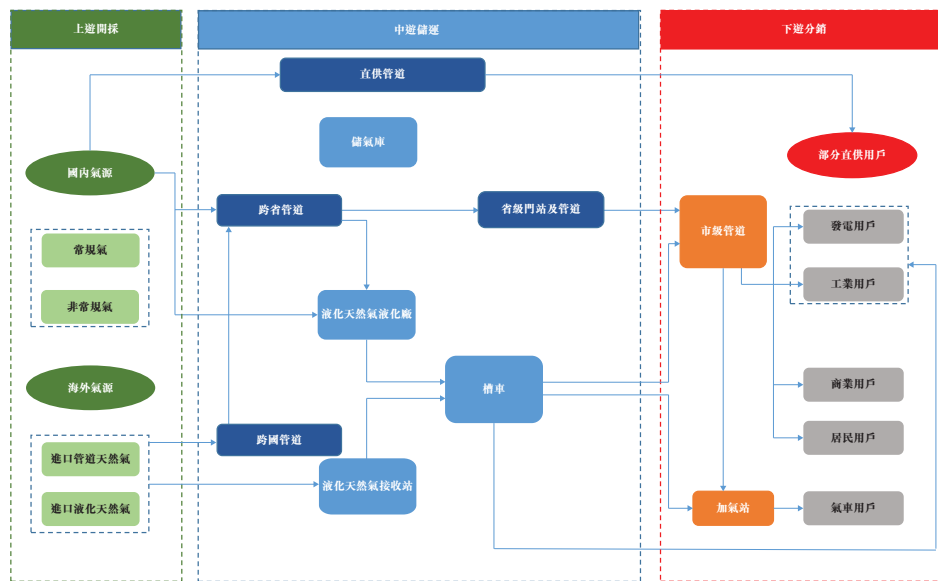 上遊開採
中遊儲運
下遊分銷
直供管道
儲氣庫
部分直供用戶
國內氣源
跨省管道
省级門站及管道
市级管道
發電用戶
常規氣
工業用戶
非常規氣
液化天然氣液化廠
海外氣源
槽車
商業用戶
跨國管道
居民用戶
進口管道天然氣
液化天然氣接收站
進口液化天然氣
加氣站
氣車用戶